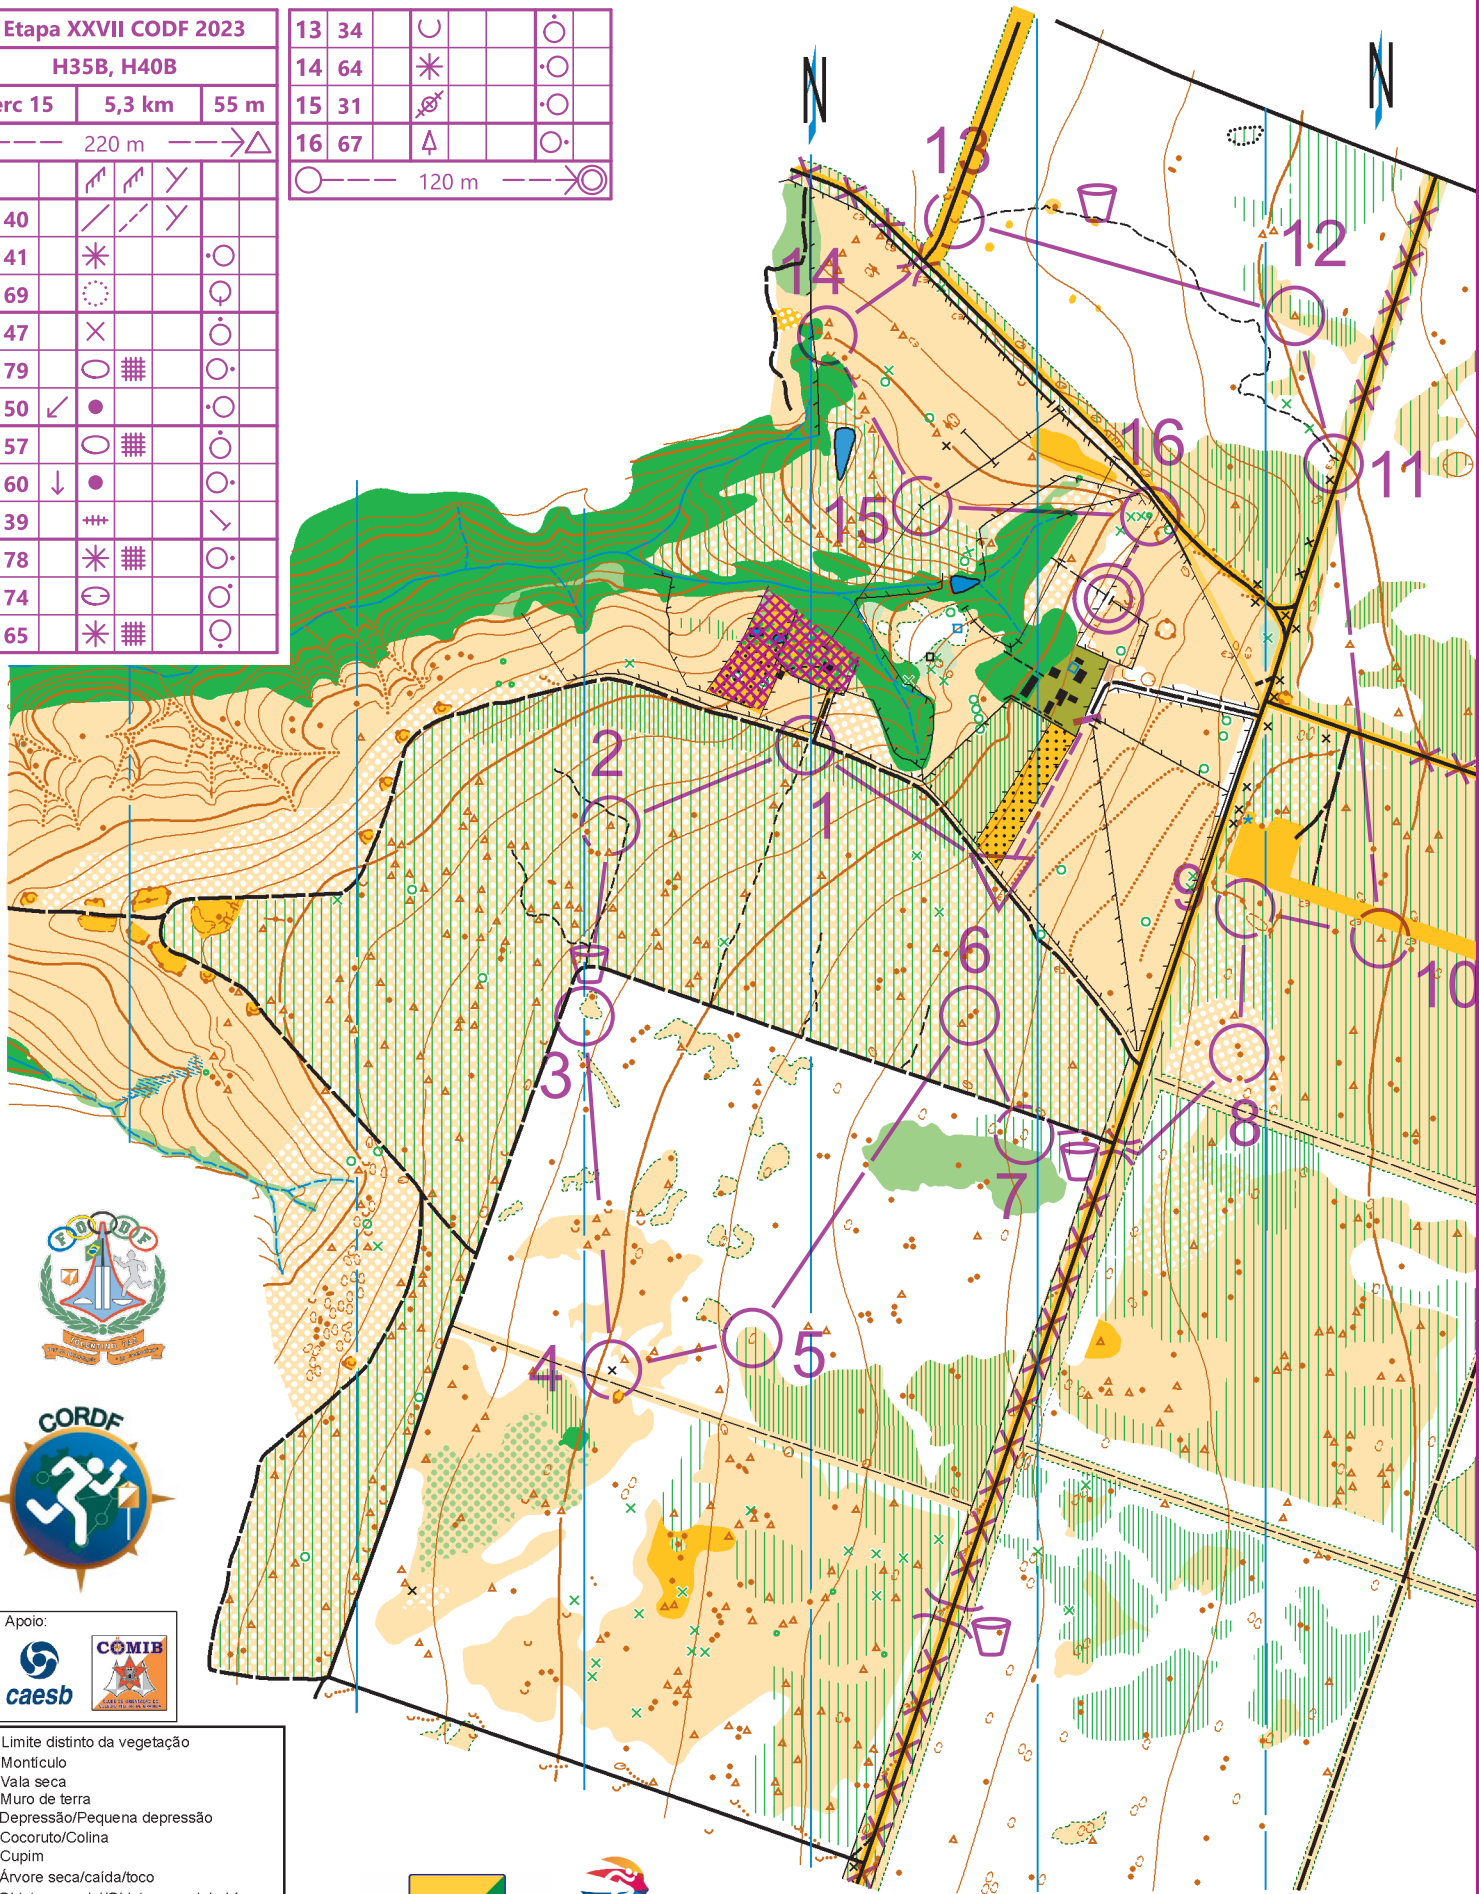 Etapa XXVII CODF 2023
H35B, H40B
erc 15 5,3 km 55 m
220 m
40
41
69
47
79
50
57
60
39
78
74
65
13 34
14 64
15 31
16 67
120 m
N
N
13
12
14
16
11
15
2
1
9
6
10
3
8
7
5
4
FODF
CORDF
Apoio:
caesb
COMIB
Limite distinto da vegetação
Montículo
Vala seca
Muro de terra
Depressão/Pequena depressão
Cocoruto/Colina
Cupim
Árvore seca/caída/toco